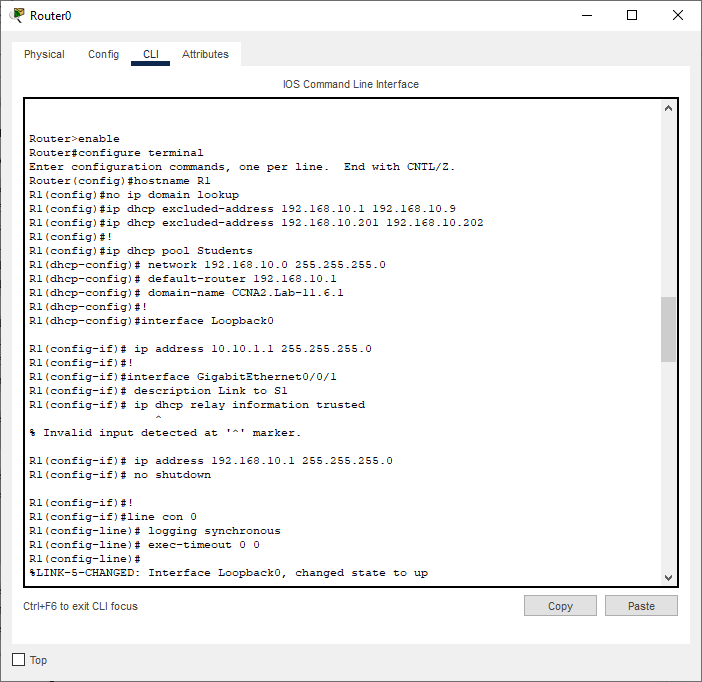 Router0
Physical Config CLI Attributes
IOS Command Line Interface
Router>enable
Router#configure terminal
Enter configuration commands, one per line.  End with CNTL/Z.
Router(config)#hostname R1
R1(config)#no ip domain lookup
R1(config)#ip dhcp excluded-address 192.168.10.1 192.168.10.9
R1(config)#ip dhcp excluded-address 192.168.10.201 192.168.10.202
R1(config)#!
R1(config)#ip dhcp pool Students
R1(dhcp-config)# network 192.168.10.0 255.255.255.0
R1(dhcp-config)# default-router 192.168.10.1
R1(dhcp-config)# domain-name CCNA2.Lab-11.6.1
R1(dhcp-config)#!
R1(dhcp-config)#interface Loopback0
R1(config-if)# ip address 10.10.1.1 255.255.255.0
R1(config-if)#!
R1(config-if)#interface GigabitEthernet0/0/1
R1(config-if)# description Link to S1
R1(config-if)# ip dhcp relay information trusted
^
% Invalid input detected at '^' marker.
R1(config-if)# ip address 192.168.10.1 255.255.255.0
R1(config-if)# no shutdown
R1(config-if)#!
R1(config-if)#line con 0
R1(config-line)# logging synchronous
R1(config-line)# exec-timeout 0 0
R1(config-line)#
%LINK-5-CHANGED: Interface Loopback0, changed state to up
Ctrl+F6 to exit CLI focus
Copy Paste
Top